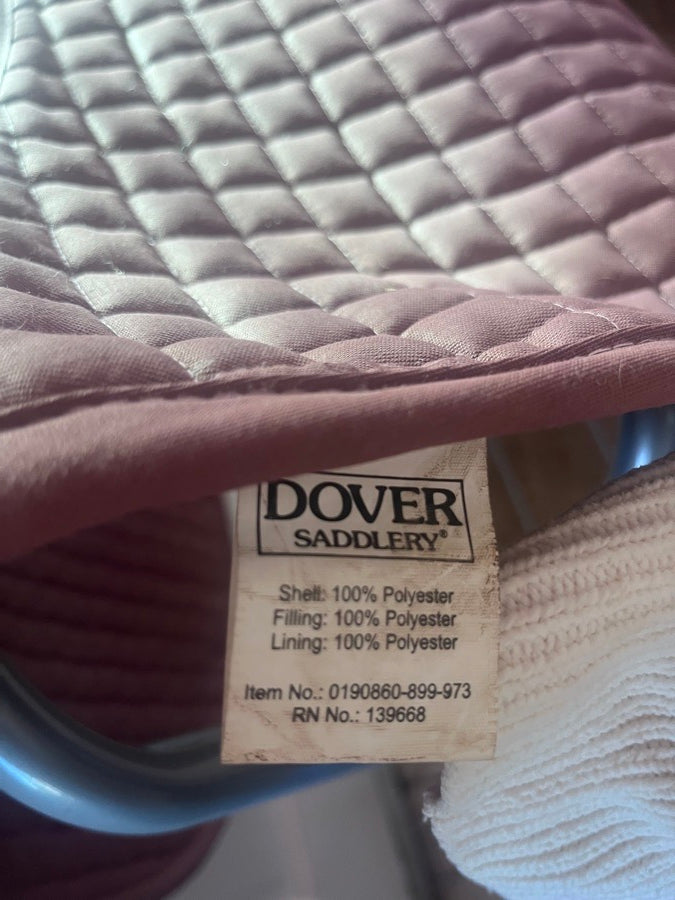 DOVER
SADDLERY®
Shell: 100% Polyester
Filling: 100% Polyester
Lining: 100% Polyester
Item No.: 0190860-899-973
RN No.: 139668